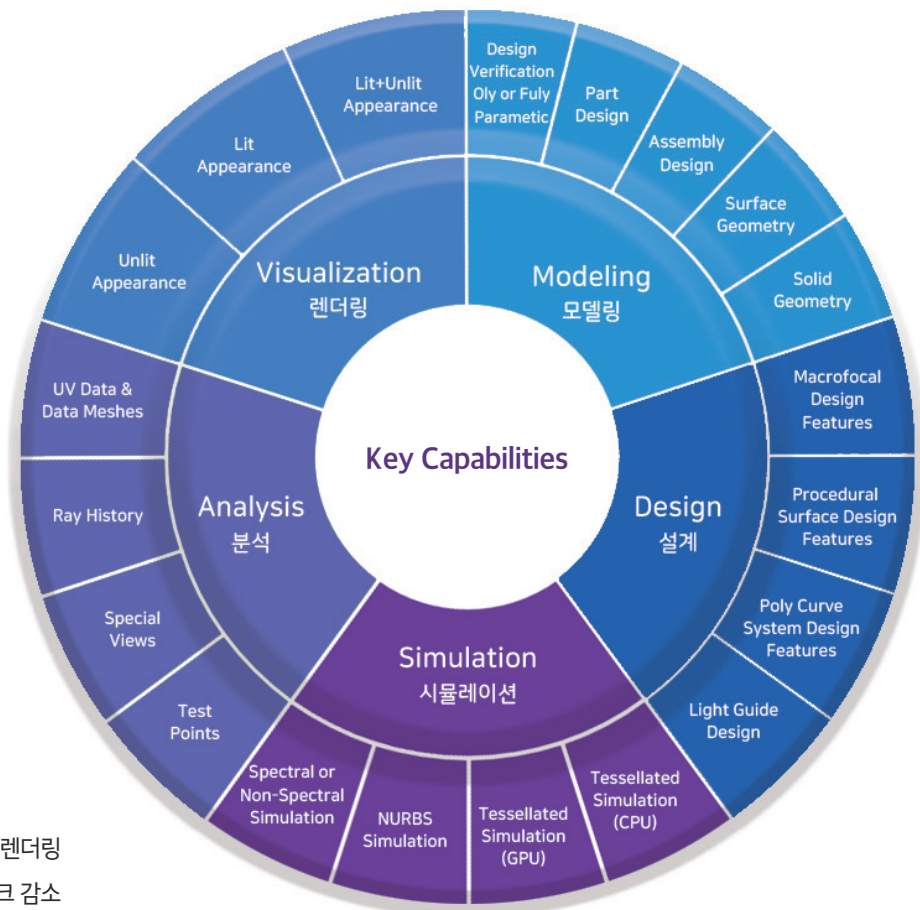 Key Capabilities
Visualization
렌더링
Unlit
Appearance
Lit
Appearance
Lit+Unlit
Appearance
Modeling
모델링
Design
Verification
Oly or Fuly
Parametic
Part
Design
Assembly
Design
Surface
Geometry
Solid
Geometry
Design
설계
Macrofocal
Design
Features
Procedural
Surface Design
Features
Poly Curve
System Design
Features
Light Guide
Design
Simulation
시뮬레이션
Tessellated
Simulation
(CPU)
Tessellated
Simulation
(GPU)
NURBS
Simulation
Spectral or
Non-Spectral
Simulation
Analysis
분석
Test
Points
Special
Views
Ray History
UV Data &
Data Meshes
렌더링
크 감소